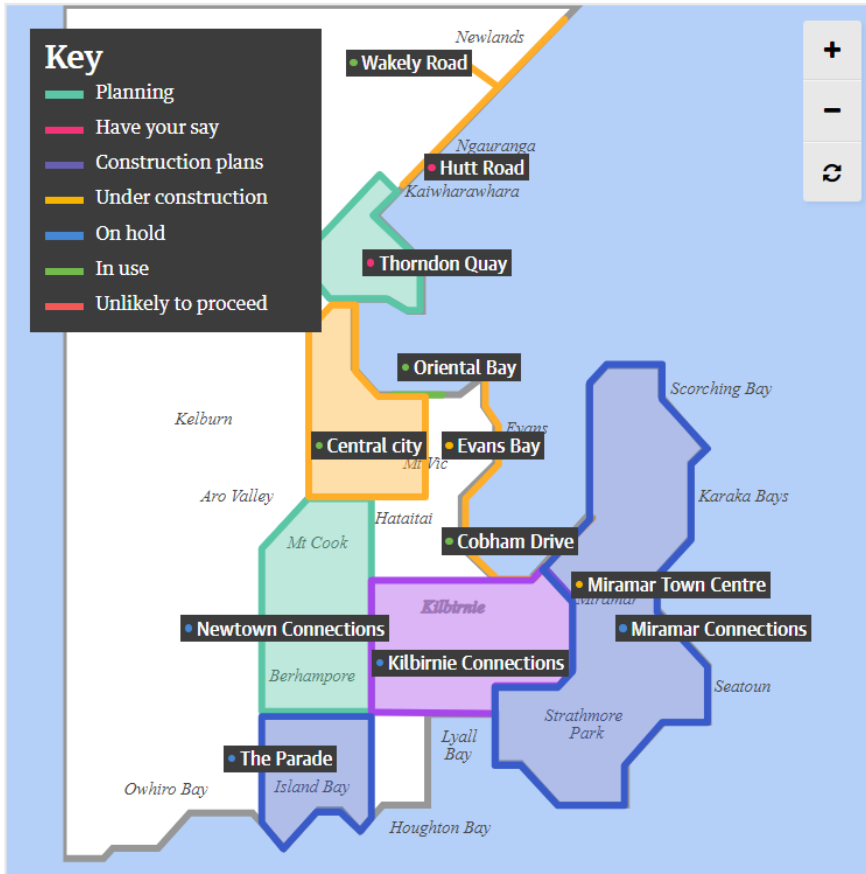 Key
Planning
Have your say
Construction plans
Under construction
On hold
In use
Unlikely to proceed
+
−
Newlands
Wakely Road
Ngauranga
Hutt Road
Kaiwharawhara
Thorndon Quay
Oriental Bay
Scorching Bay
Kelburn
Evans
Central city
Evans Bay
Mt Vic
Aro Valley
Karaka Bays
Hataitai
Mt Cook
Cobham Drive
Miramar Town Centre
Miramar
Kilbirnie
Newtown Connections
Miramar Connections
Kilbirnie Connections
Berhampore
Seatoun
Strathmore
Park
Lyall
Bay
The Parade
Island Bay
Owhiro Bay
Houghton Bay